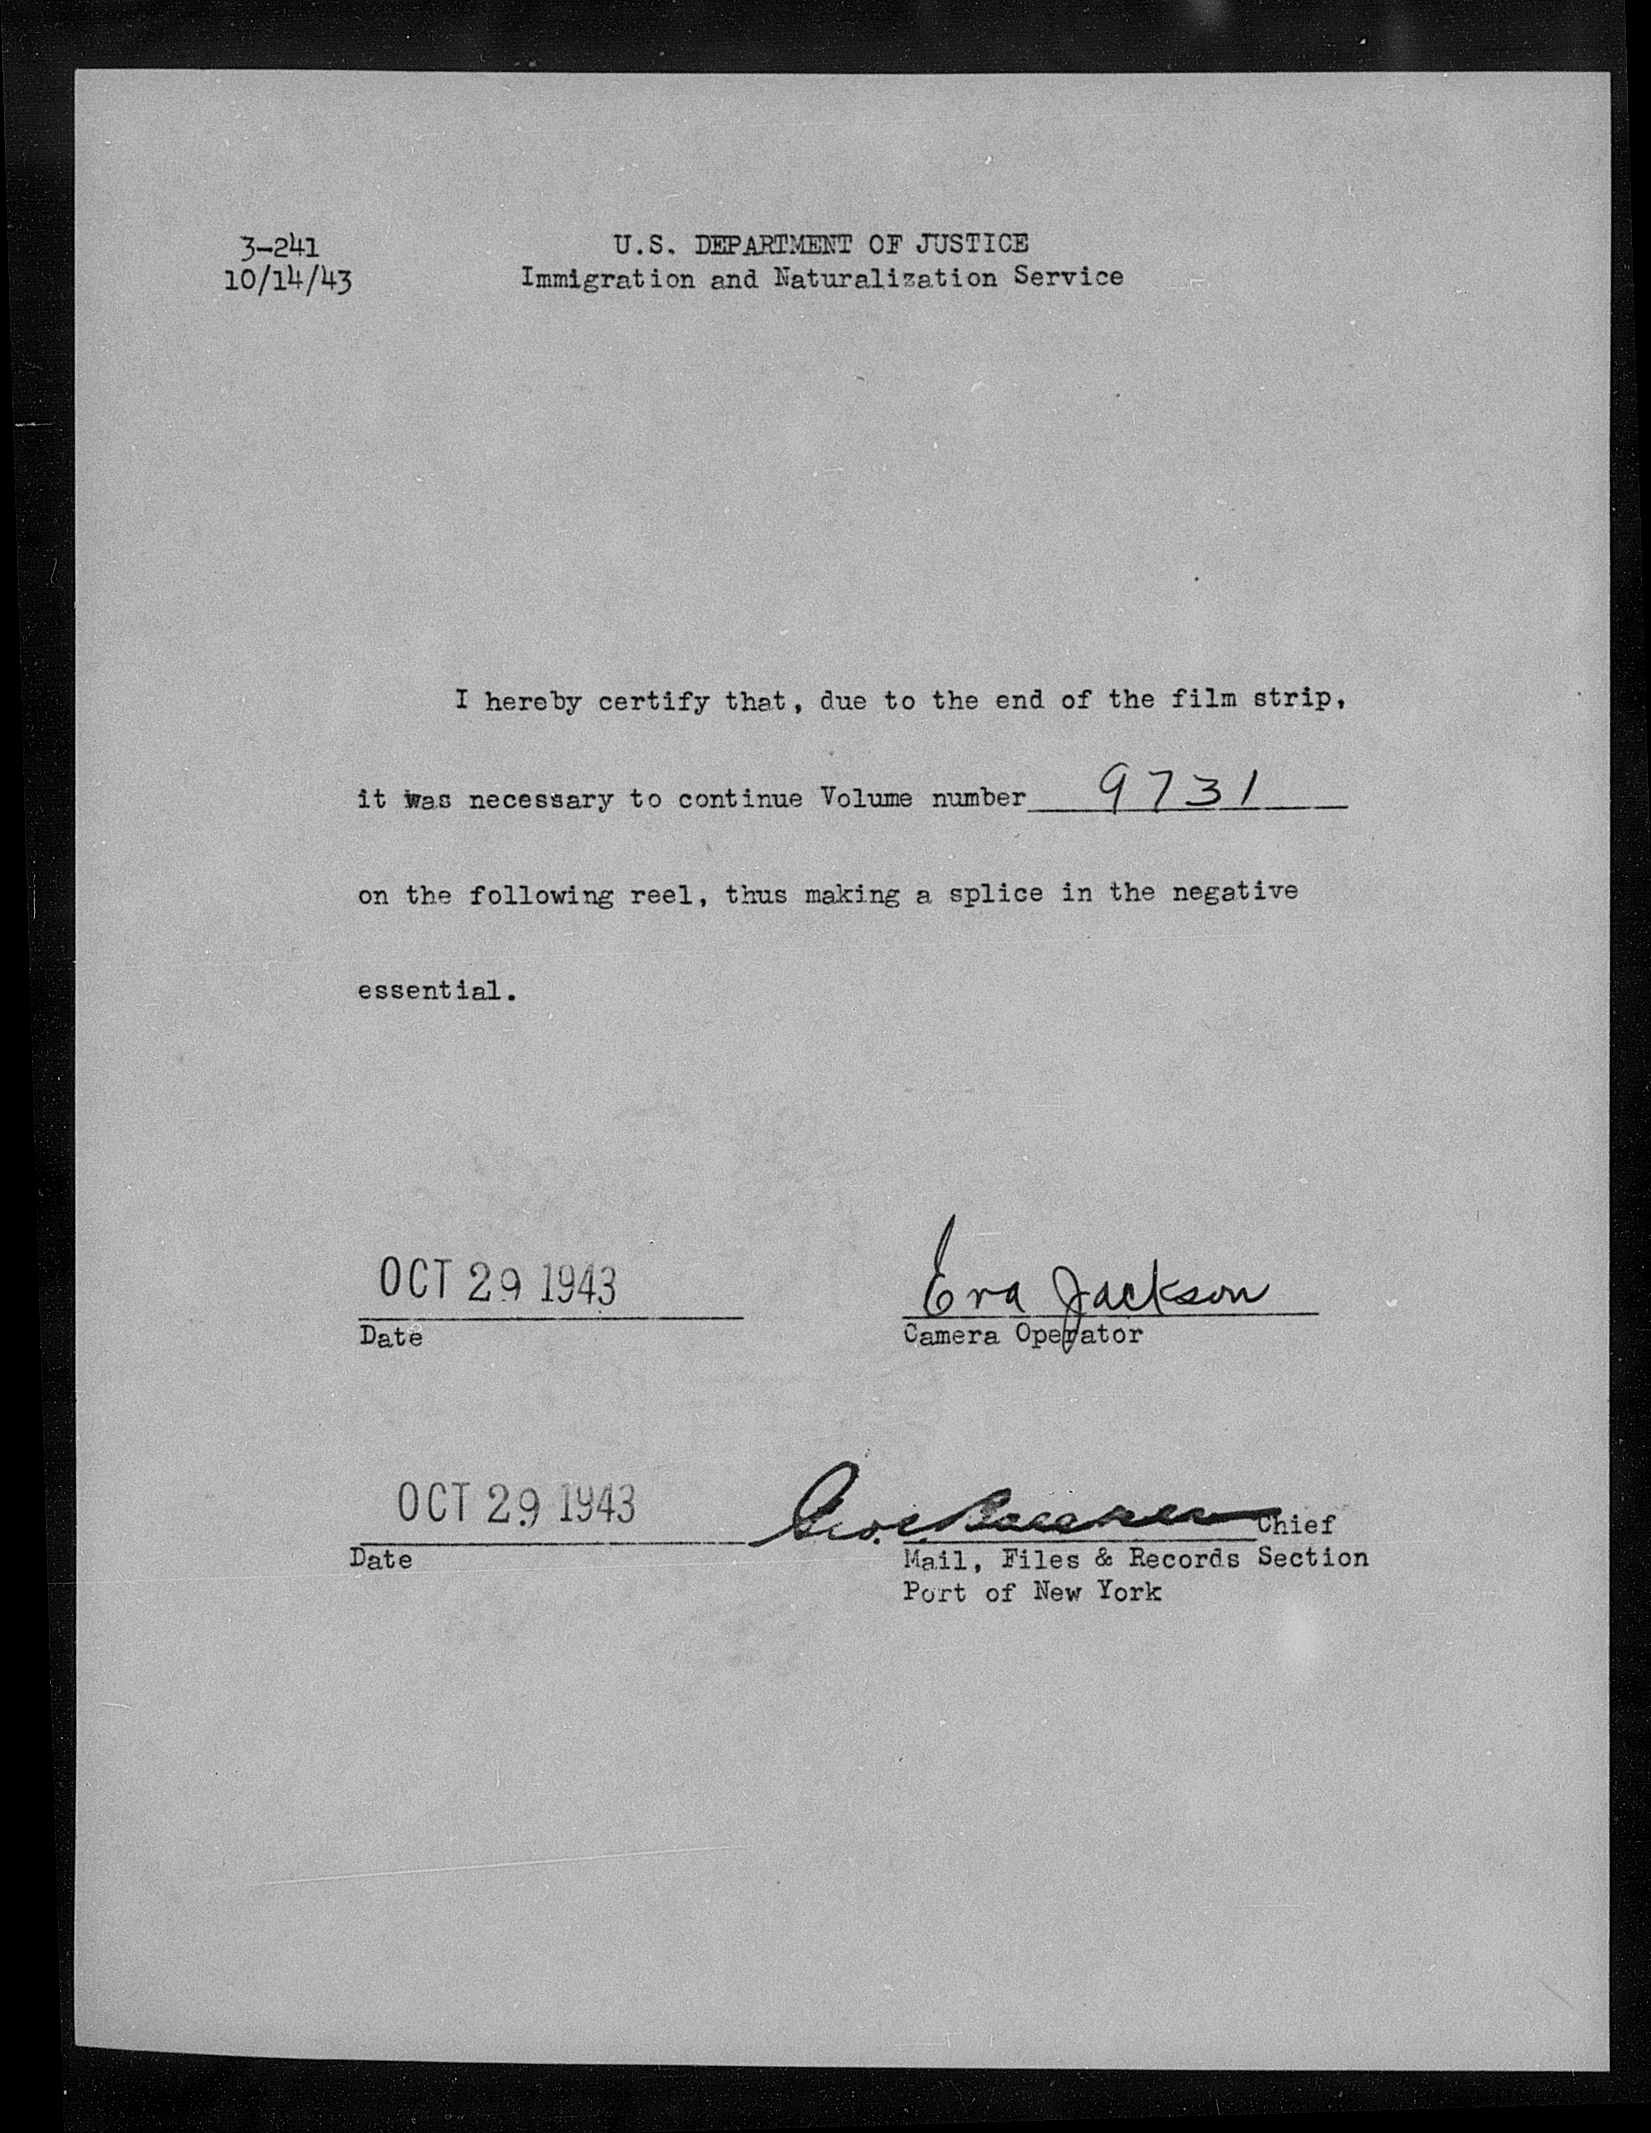 3-241
10/14/43
U.S. DEPARTMENT OF JUSTICE
Immigration and Naturalization Service
I hereby certify that, due to the end of the film strip,
it was necessary to continue Volume number 9731
on the following reel, thus making a splice in the negative
essential.
OCT 29 1943
Date
Eva Jackson
Camera Operator
OCT 29 1943
Date
Geo. Chief
Mail, Files & Records Section
Port of New York